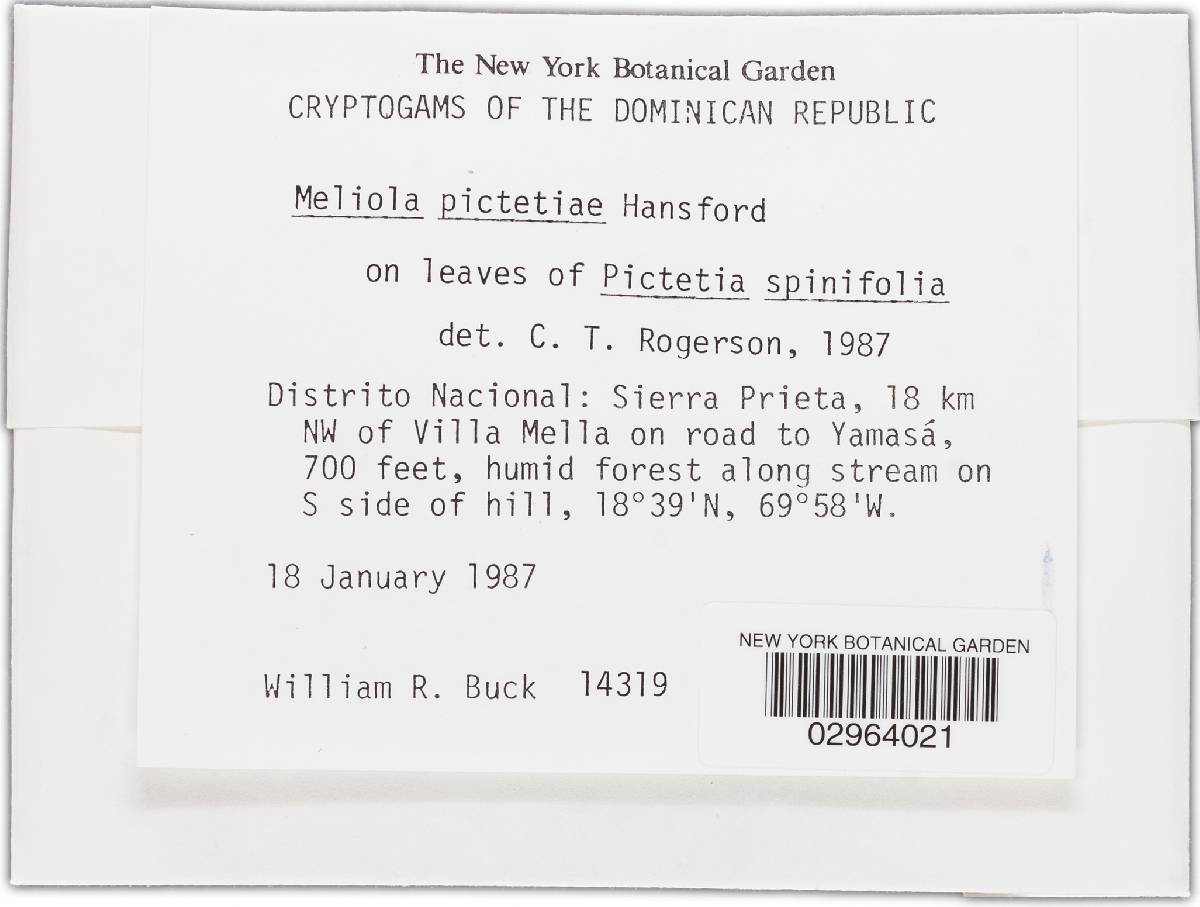 The New York Botanical Garden
CRYPTOGAMS OF THE DOMINICAN REPUBLIC
Meliola pictetiae Hansford
on leaves of Pictetia spinifolia
det. C. T. Rogerson, 1987
Distrito Nacional: Sierra Prieta, 18 km
NW of Villa Mella on road to Yamasá,
700 feet, humid forest along stream on
S side of hill, 18°39'N, 69°58'W.
18 January 1987
William R. Buck 14319
NEW YORK BOTANICAL GARDEN
02964021